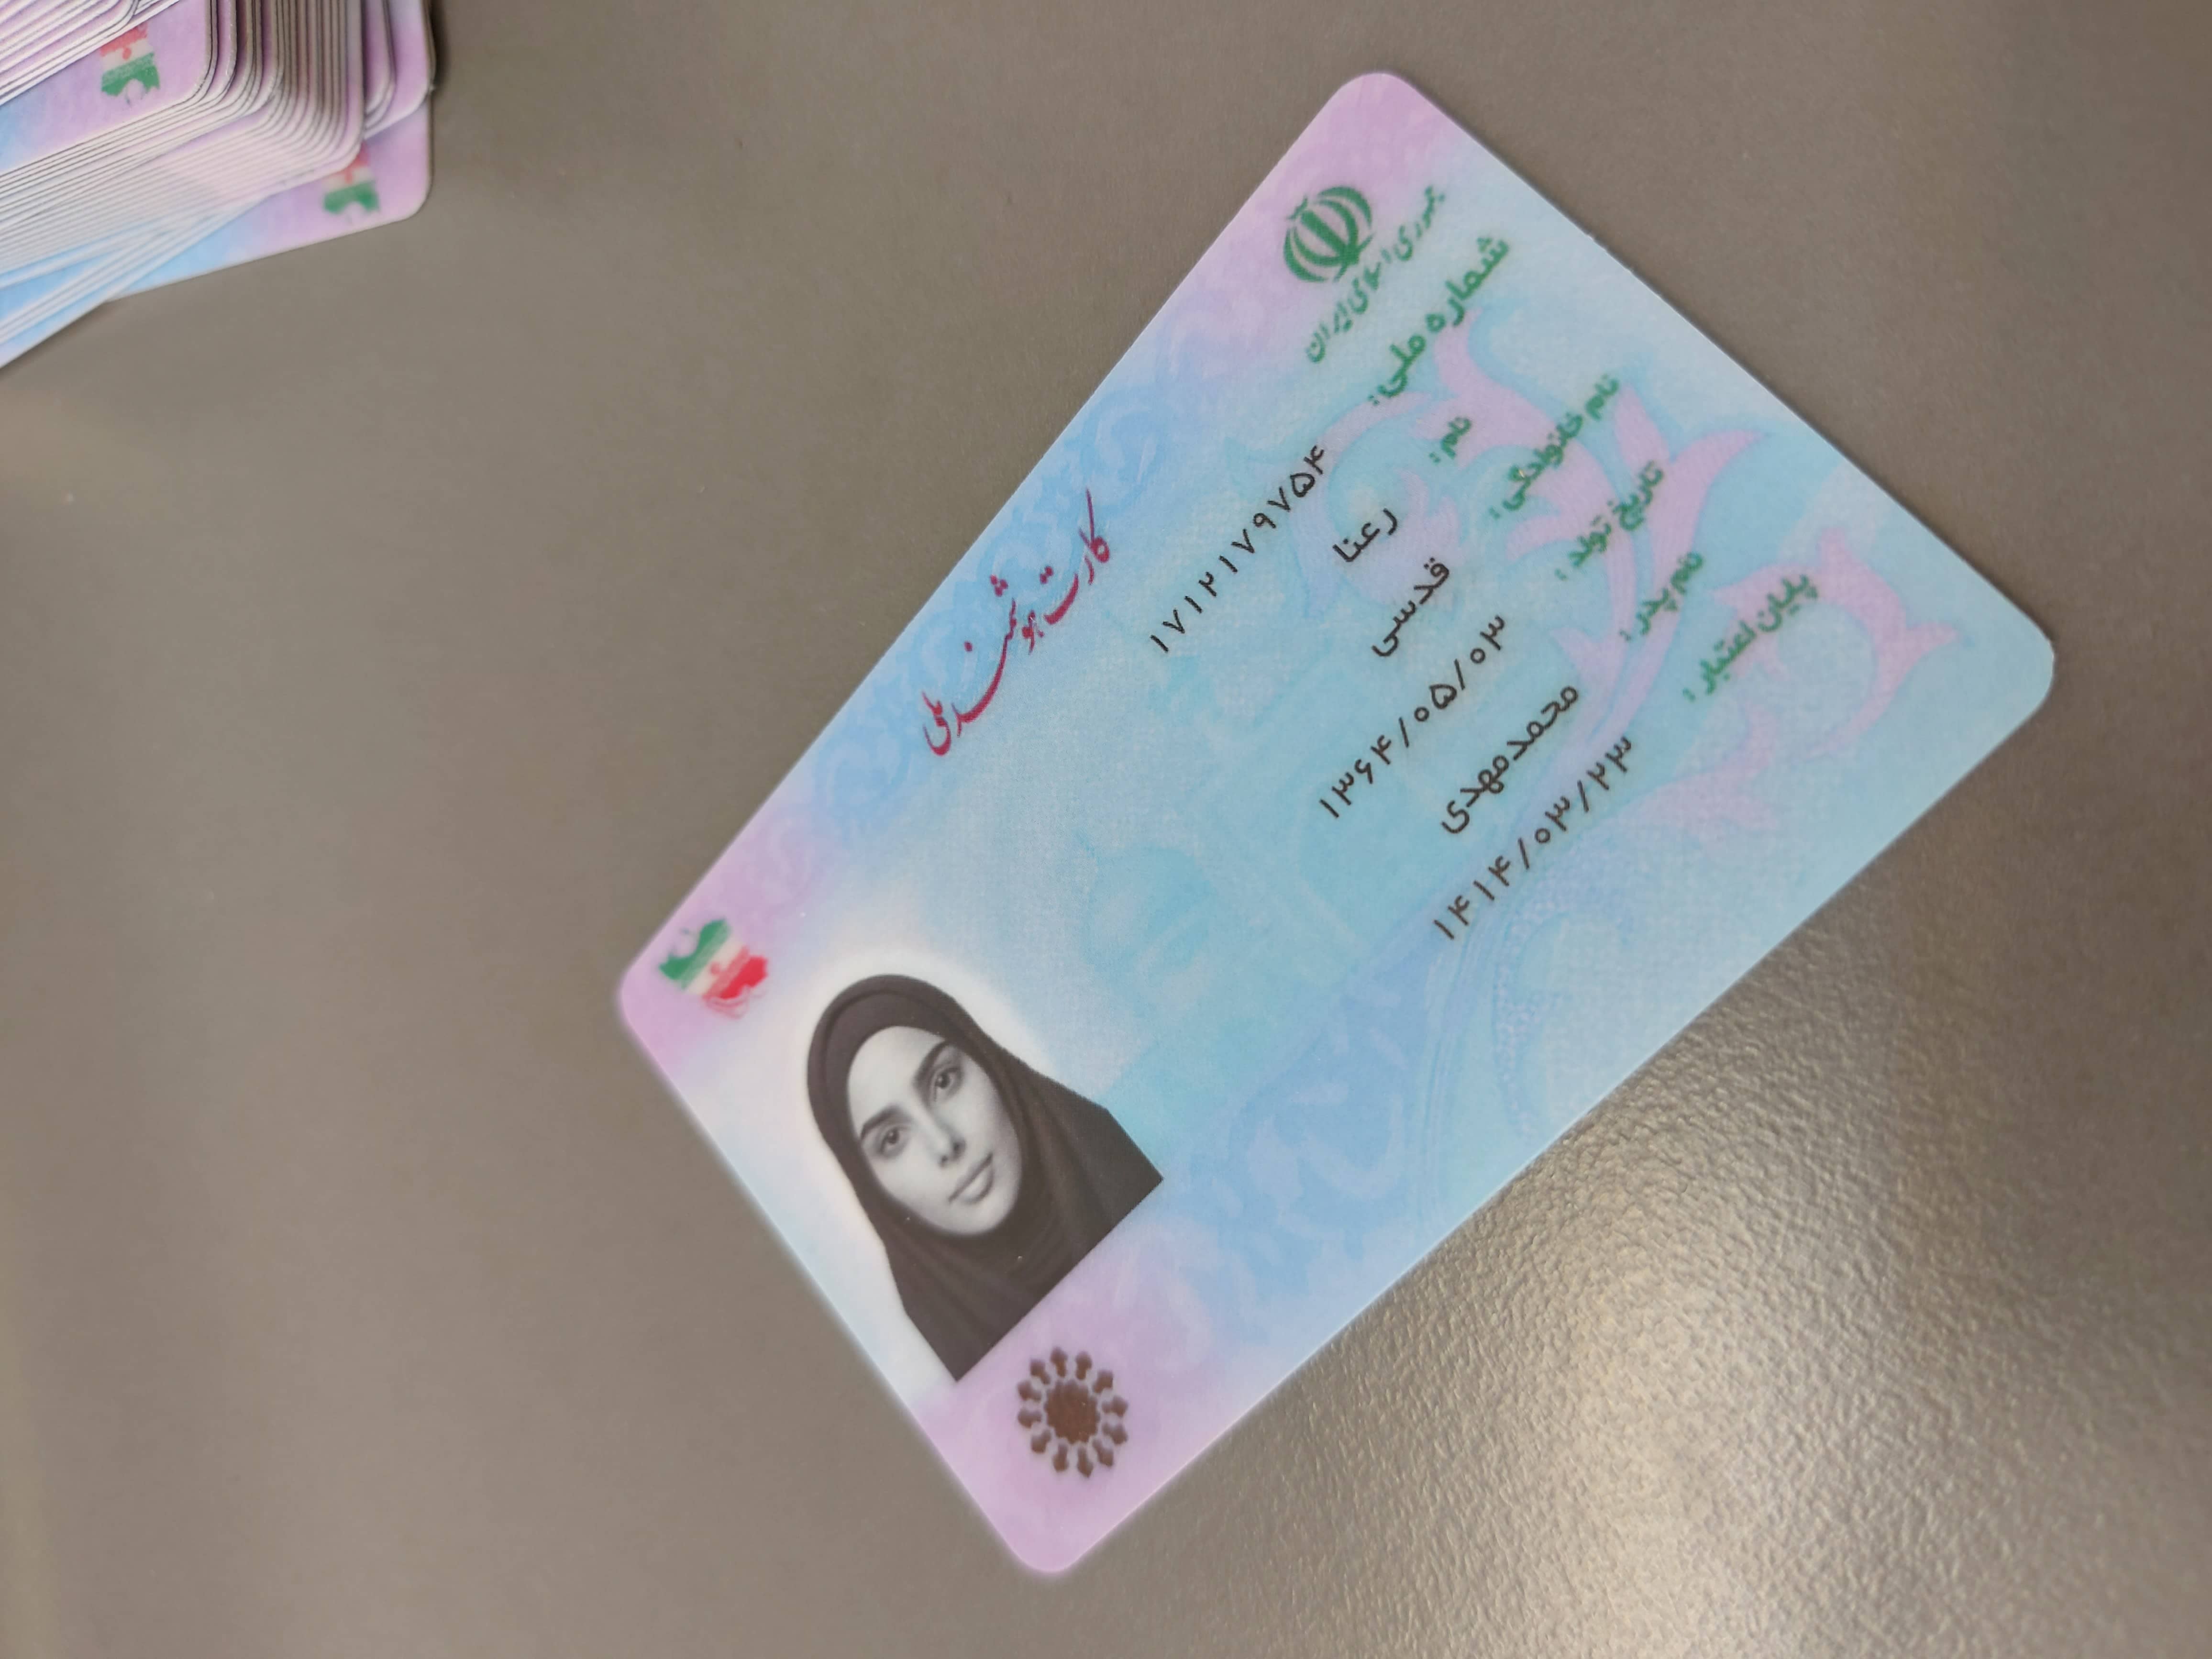 جمهوری اسلامی ایران
کارت هوشمند ملی
شماره ملی: ۱۷۱۲۱۷۹۷۵۴
نام: رعنا
نام خانوادگی: قدسی
تاریخ تولد: ۱۳۶۴/۰۵/۰۳
نام پدر: محمدمهدی
پایان اعتبار: ۱۴۱۴/۰۳/۲۳